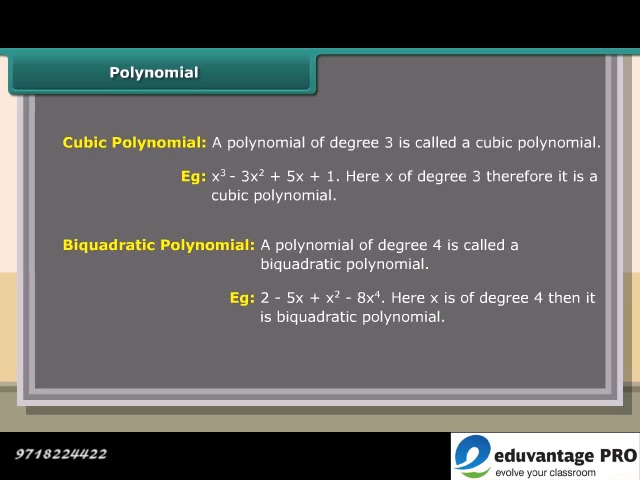 Polynomial
Cubic Polynomial: A polynomial of degree 3 is called a cubic polynomial.
Eg: x³ - 3x² + 5x + 1. Here x of degree 3 therefore it is a
cubic polynomial.
Biquadratic Polynomial: A polynomial of degree 4 is called a
biquadratic polynomial.
Eg: 2 - 5x + x² - 8x⁴. Here x is of degree 4 then it
is biquadratic polynomial.
9718224422
eduvantage PRO
evolve your classroom